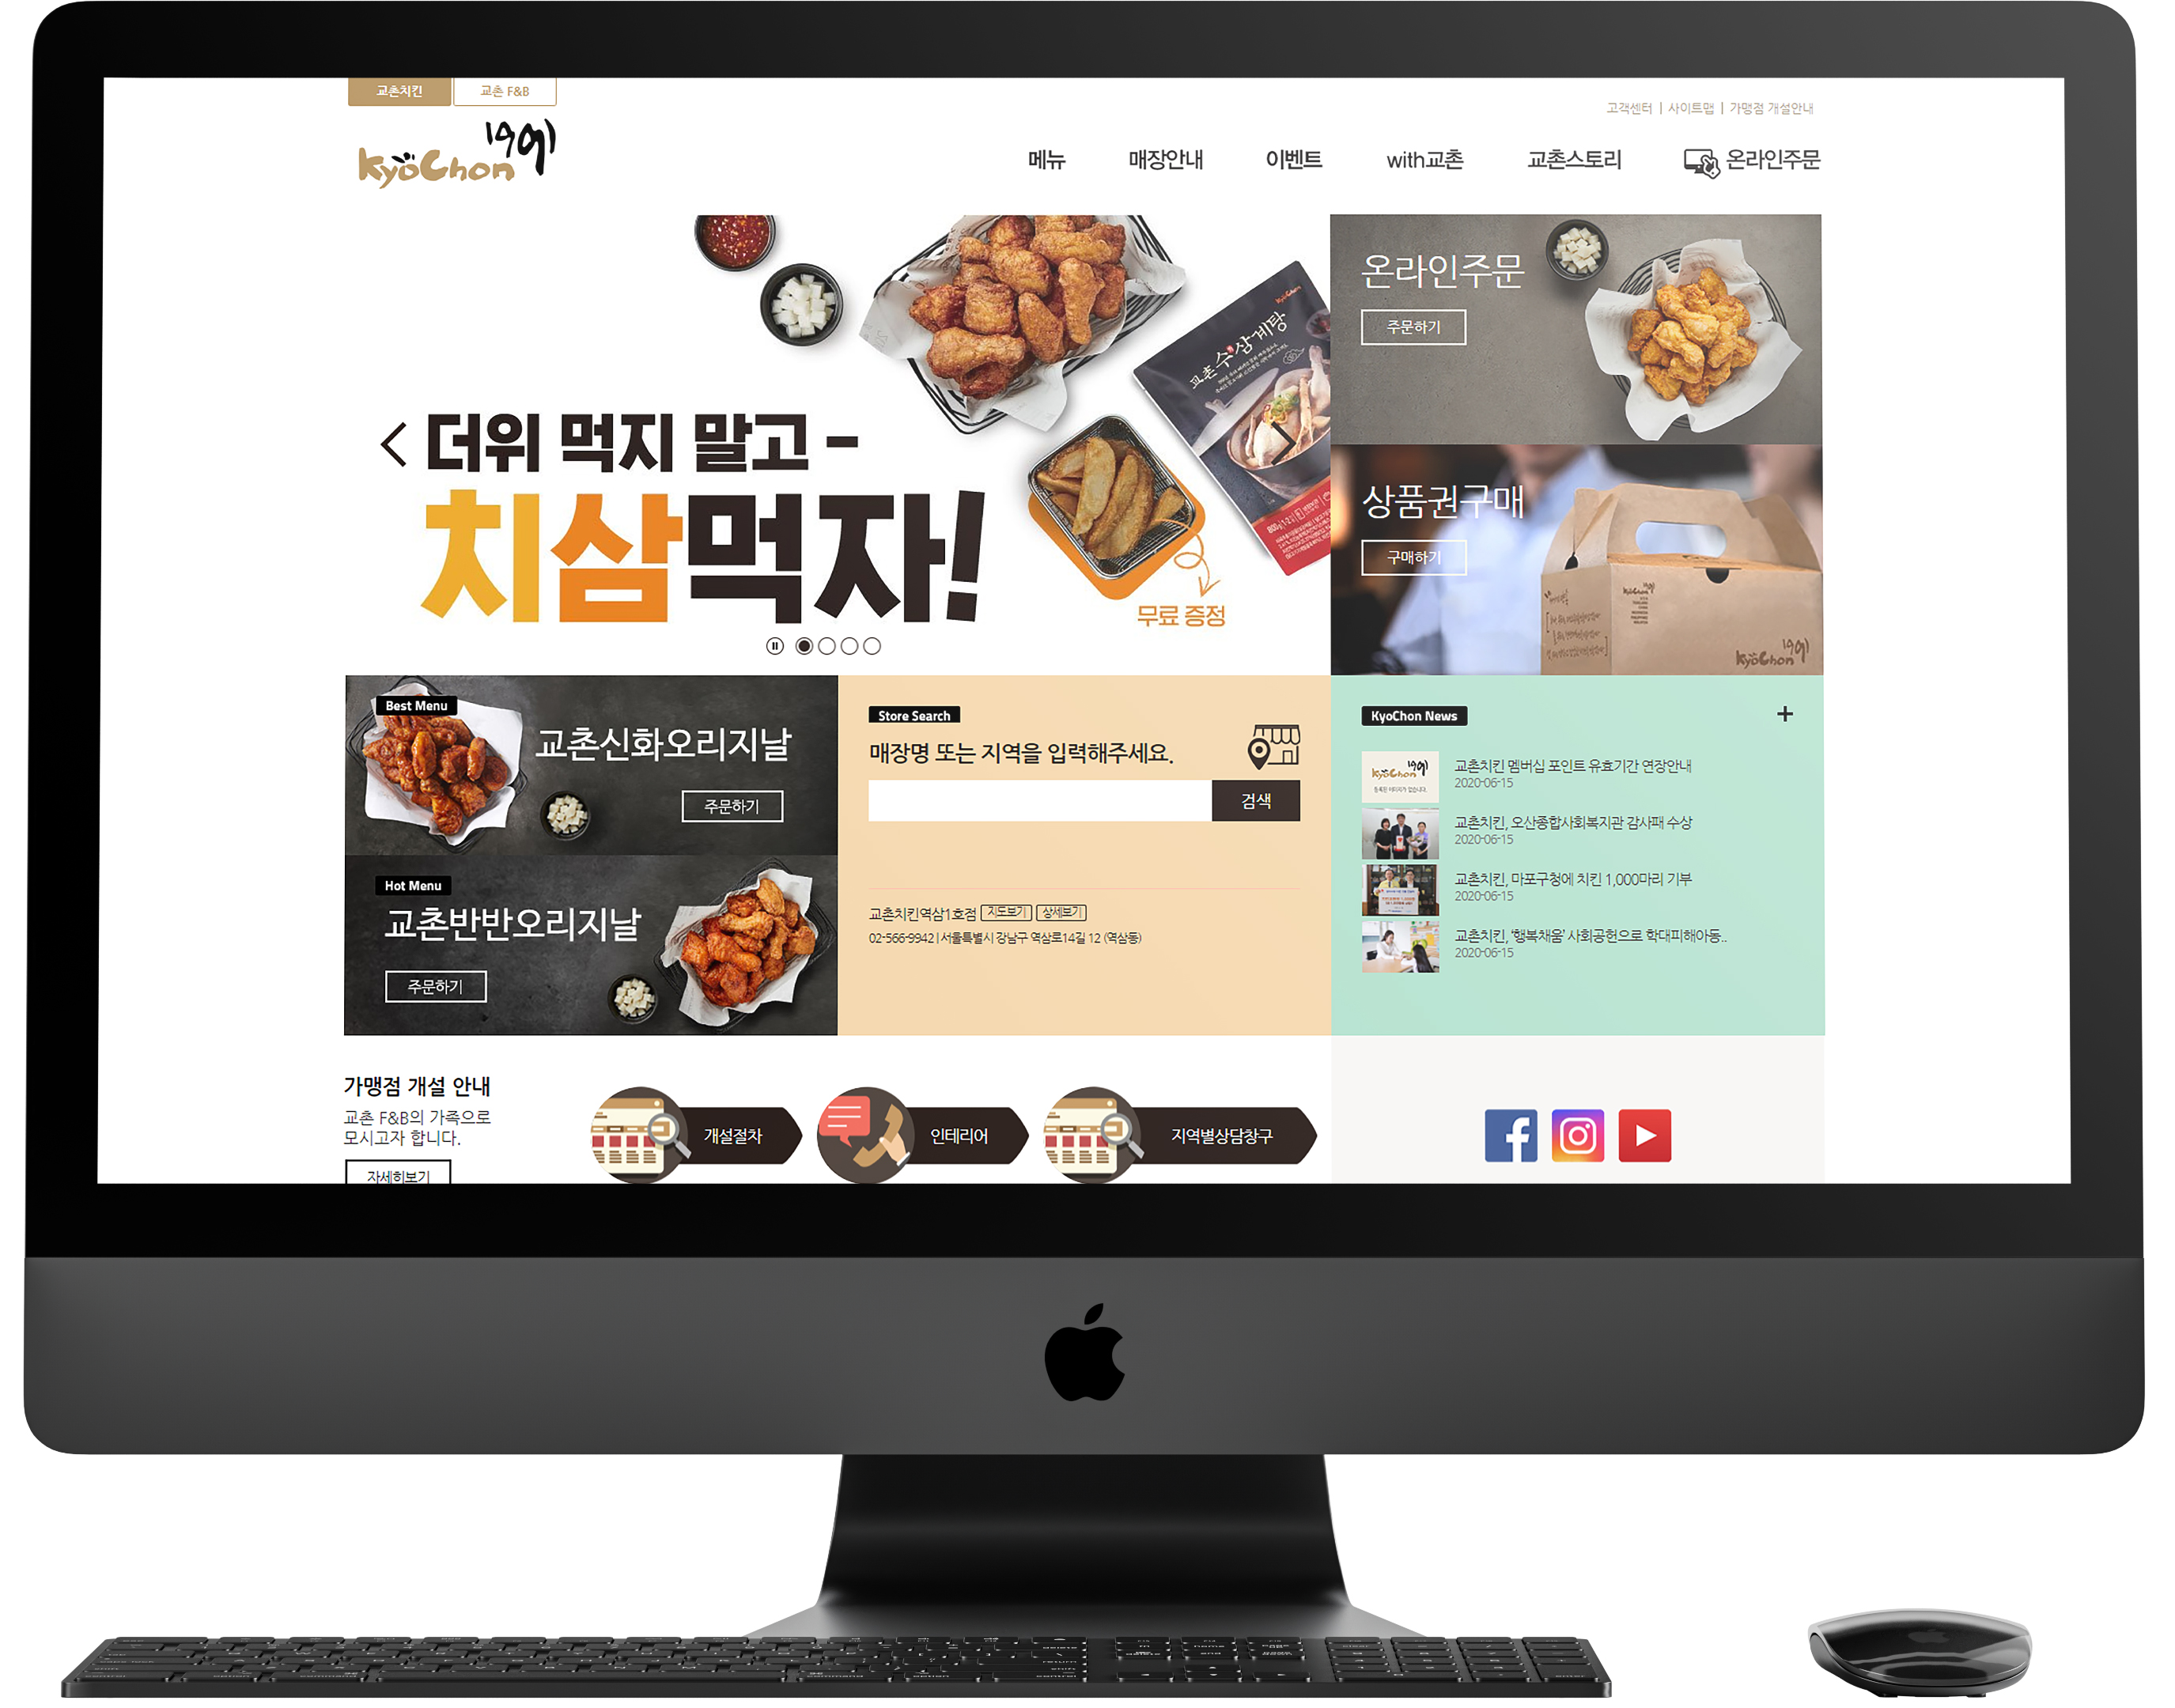 교촌치킨
교촌 F&B
고객센터 | 사이트맵 | 가맹점 개설안내
KyoChon
메뉴
매장안내
이벤트
with교촌
교촌스토리
온라인주문
더위 먹지 말고 -
치삼먹자!
교촌 수삼계탕
무료 증정
온라인주문
주문하기
상품권구매
구매하기
KyoChon
Best Menu
교촌신화오리지날
주문하기
Hot Menu
교촌반반오리지날
주문하기
Store Search
매장명 또는 지역을 입력해주세요.
검색
교촌치킨역삼1호점 지도보기 상세보기
02-566-9942 | 서울특별시 강남구 역삼로14길 12 (역삼동)
KyoChon News
교촌치킨 멤버십 포인트 유효기간 연장안내
2020-06-15
교촌치킨, 오산종합사회복지관 감사패 수상
2020-06-15
교촌치킨, 마포구청에 치킨 1,000마리 기부
2020-06-15
교촌치킨, ‘행복채움’ 사회공헌으로 학대피해아동..
2020-06-15
가맹점 개설 안내
교촌 F&B의 가족으로
모시고자 합니다.
자세히보기
개설절차
인테리어
지역별상담창구